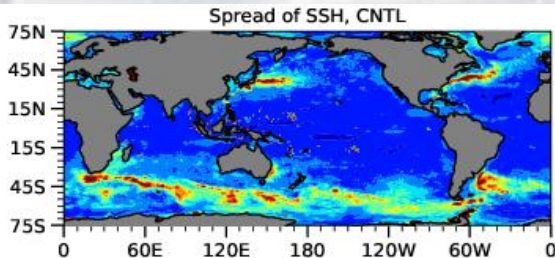 Spread of SSH, CNTL
75N
45N
15N
15S
45S
75S
0 60E 120E 180 120W 60W 0